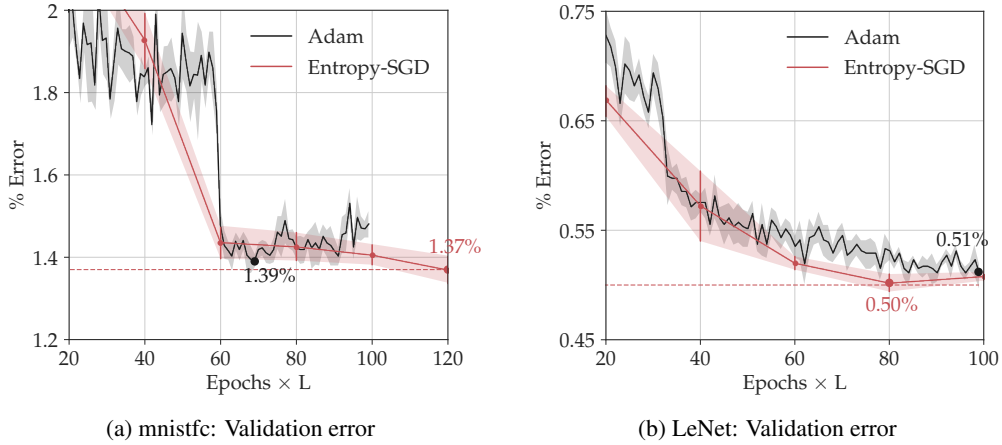 2
1.8
1.6
1.4
1.2
% Error
20 40 60 80 100 120
Epochs × L
Adam
Entropy-SGD
1.39%
1.37%
(a) mnistfc: Validation error
0.75
0.65
0.55
0.45
% Error
20 40 60 80 100
Epochs × L
Adam
Entropy-SGD
0.51%
0.50%
(b) LeNet: Validation error